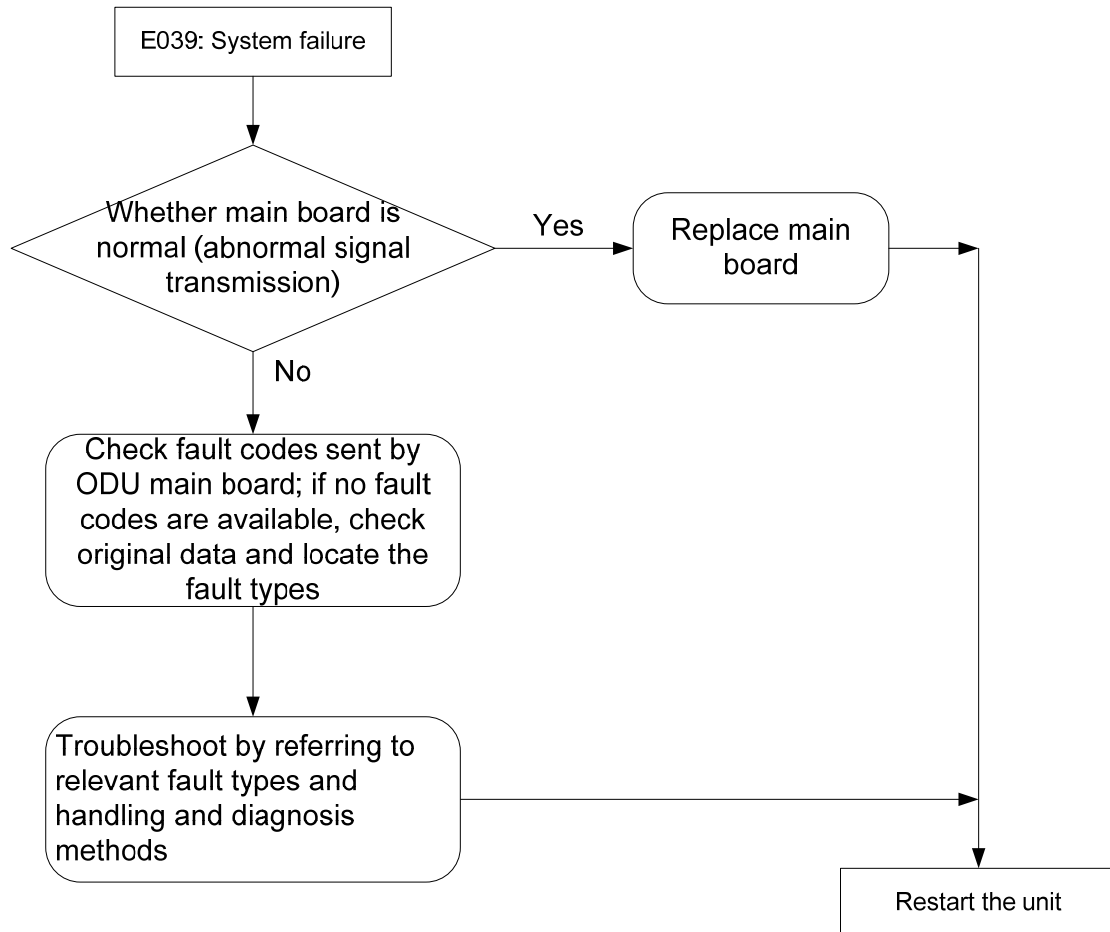 E039: System failure
Whether main board is
normal (abnormal signal
transmission)
Yes
Replace main
board
No
Check fault codes sent by
ODU main board; if no fault
codes are available, check
original data and locate the
fault types
Troubleshoot by referring to
relevant fault types and
handling and diagnosis
methods
Restart the unit